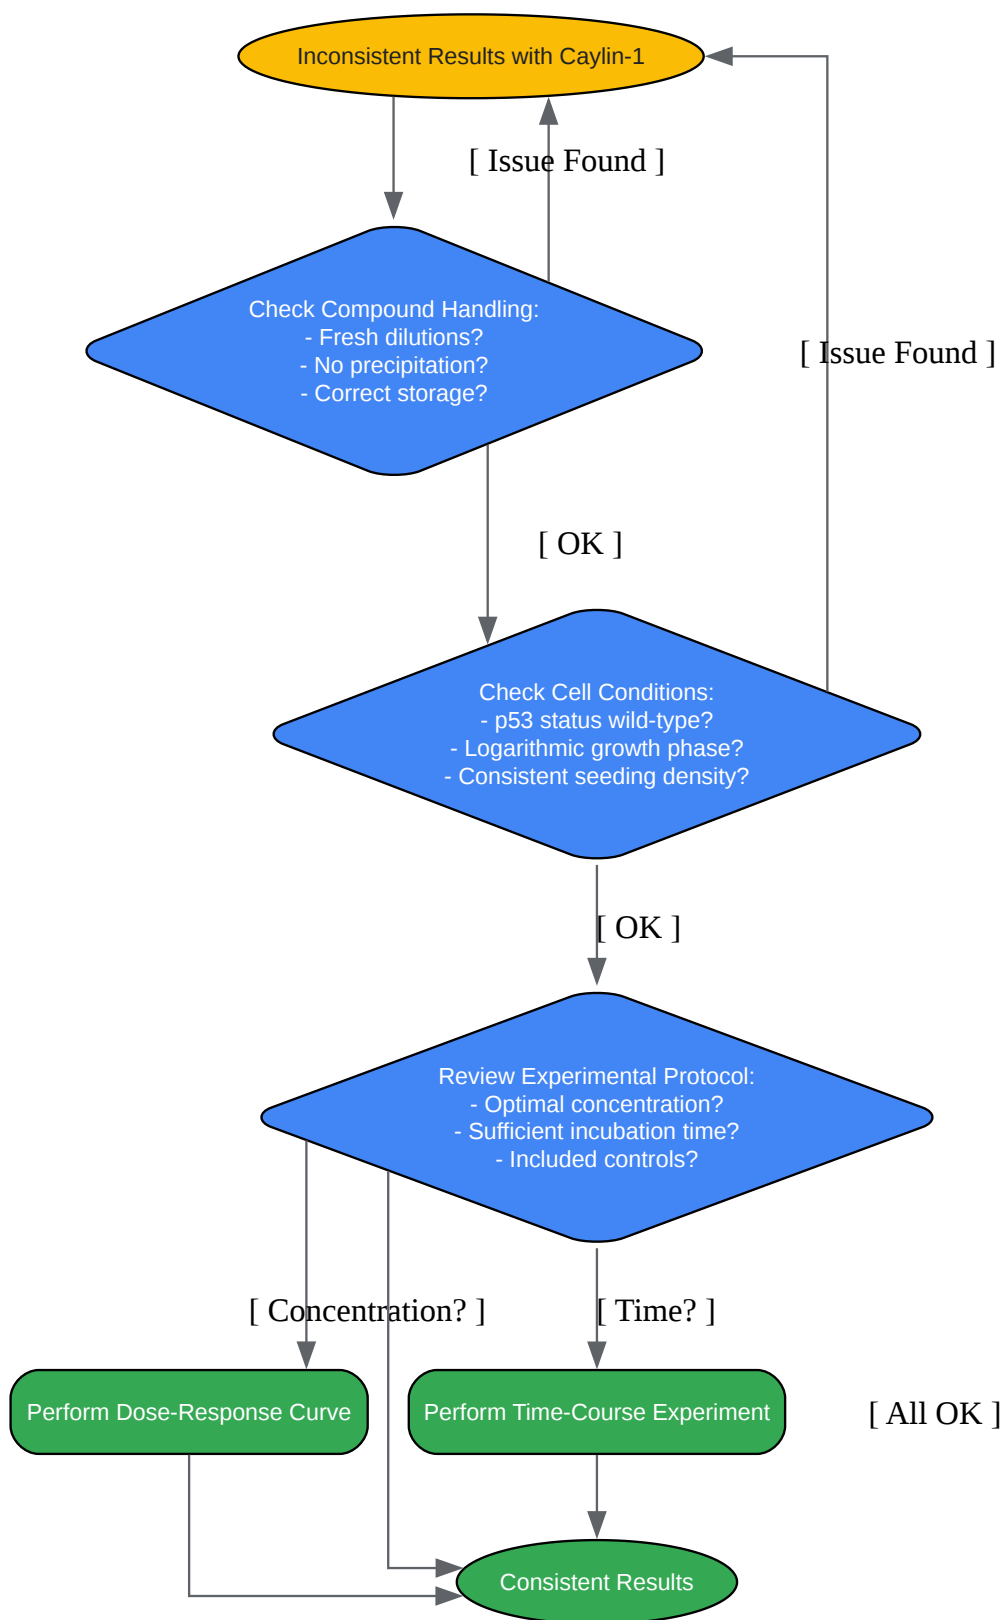 Inconsistent Results with Caylin-1
[ Issue Found ]
Check Compound Handling:
- Fresh dilutions?
- No precipitation?
- Correct storage?
[ Issue Found ]
[ OK ]
Check Cell Conditions:
- p53 status wild-type?
- Logarithmic growth phase?
- Consistent seeding density?
[ OK ]
Review Experimental Protocol:
- Optimal concentration?
- Sufficient incubation time?
- Included controls?
[ Concentration? ]
[ Time? ]
Perform Dose-Response Curve
Perform Time-Course Experiment
[ All OK ]
Consistent Results